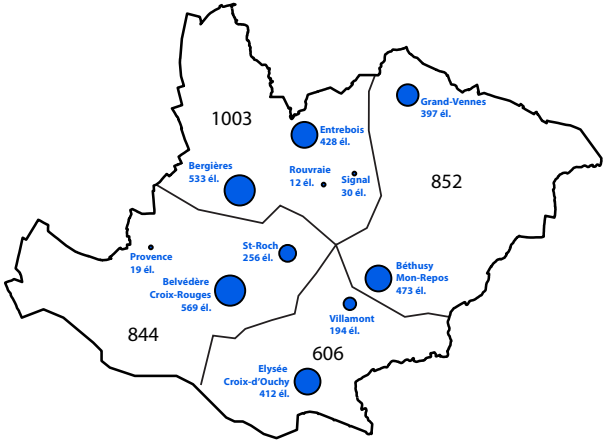 Grand-Vennes
397 él.
1003
Entrebois
428 él.
Bergières
533 él.
Rouvraie
12 él.
Signal
30 él.
852
St-Roch
256 él.
Provence
19 él.
Belvédère
Croix-Rouges
569 él.
Béthusy
Mon-Repos
473 él.
Villamont
194 él.
844
606
Elysée
Croix-d'Ouchy
412 él.